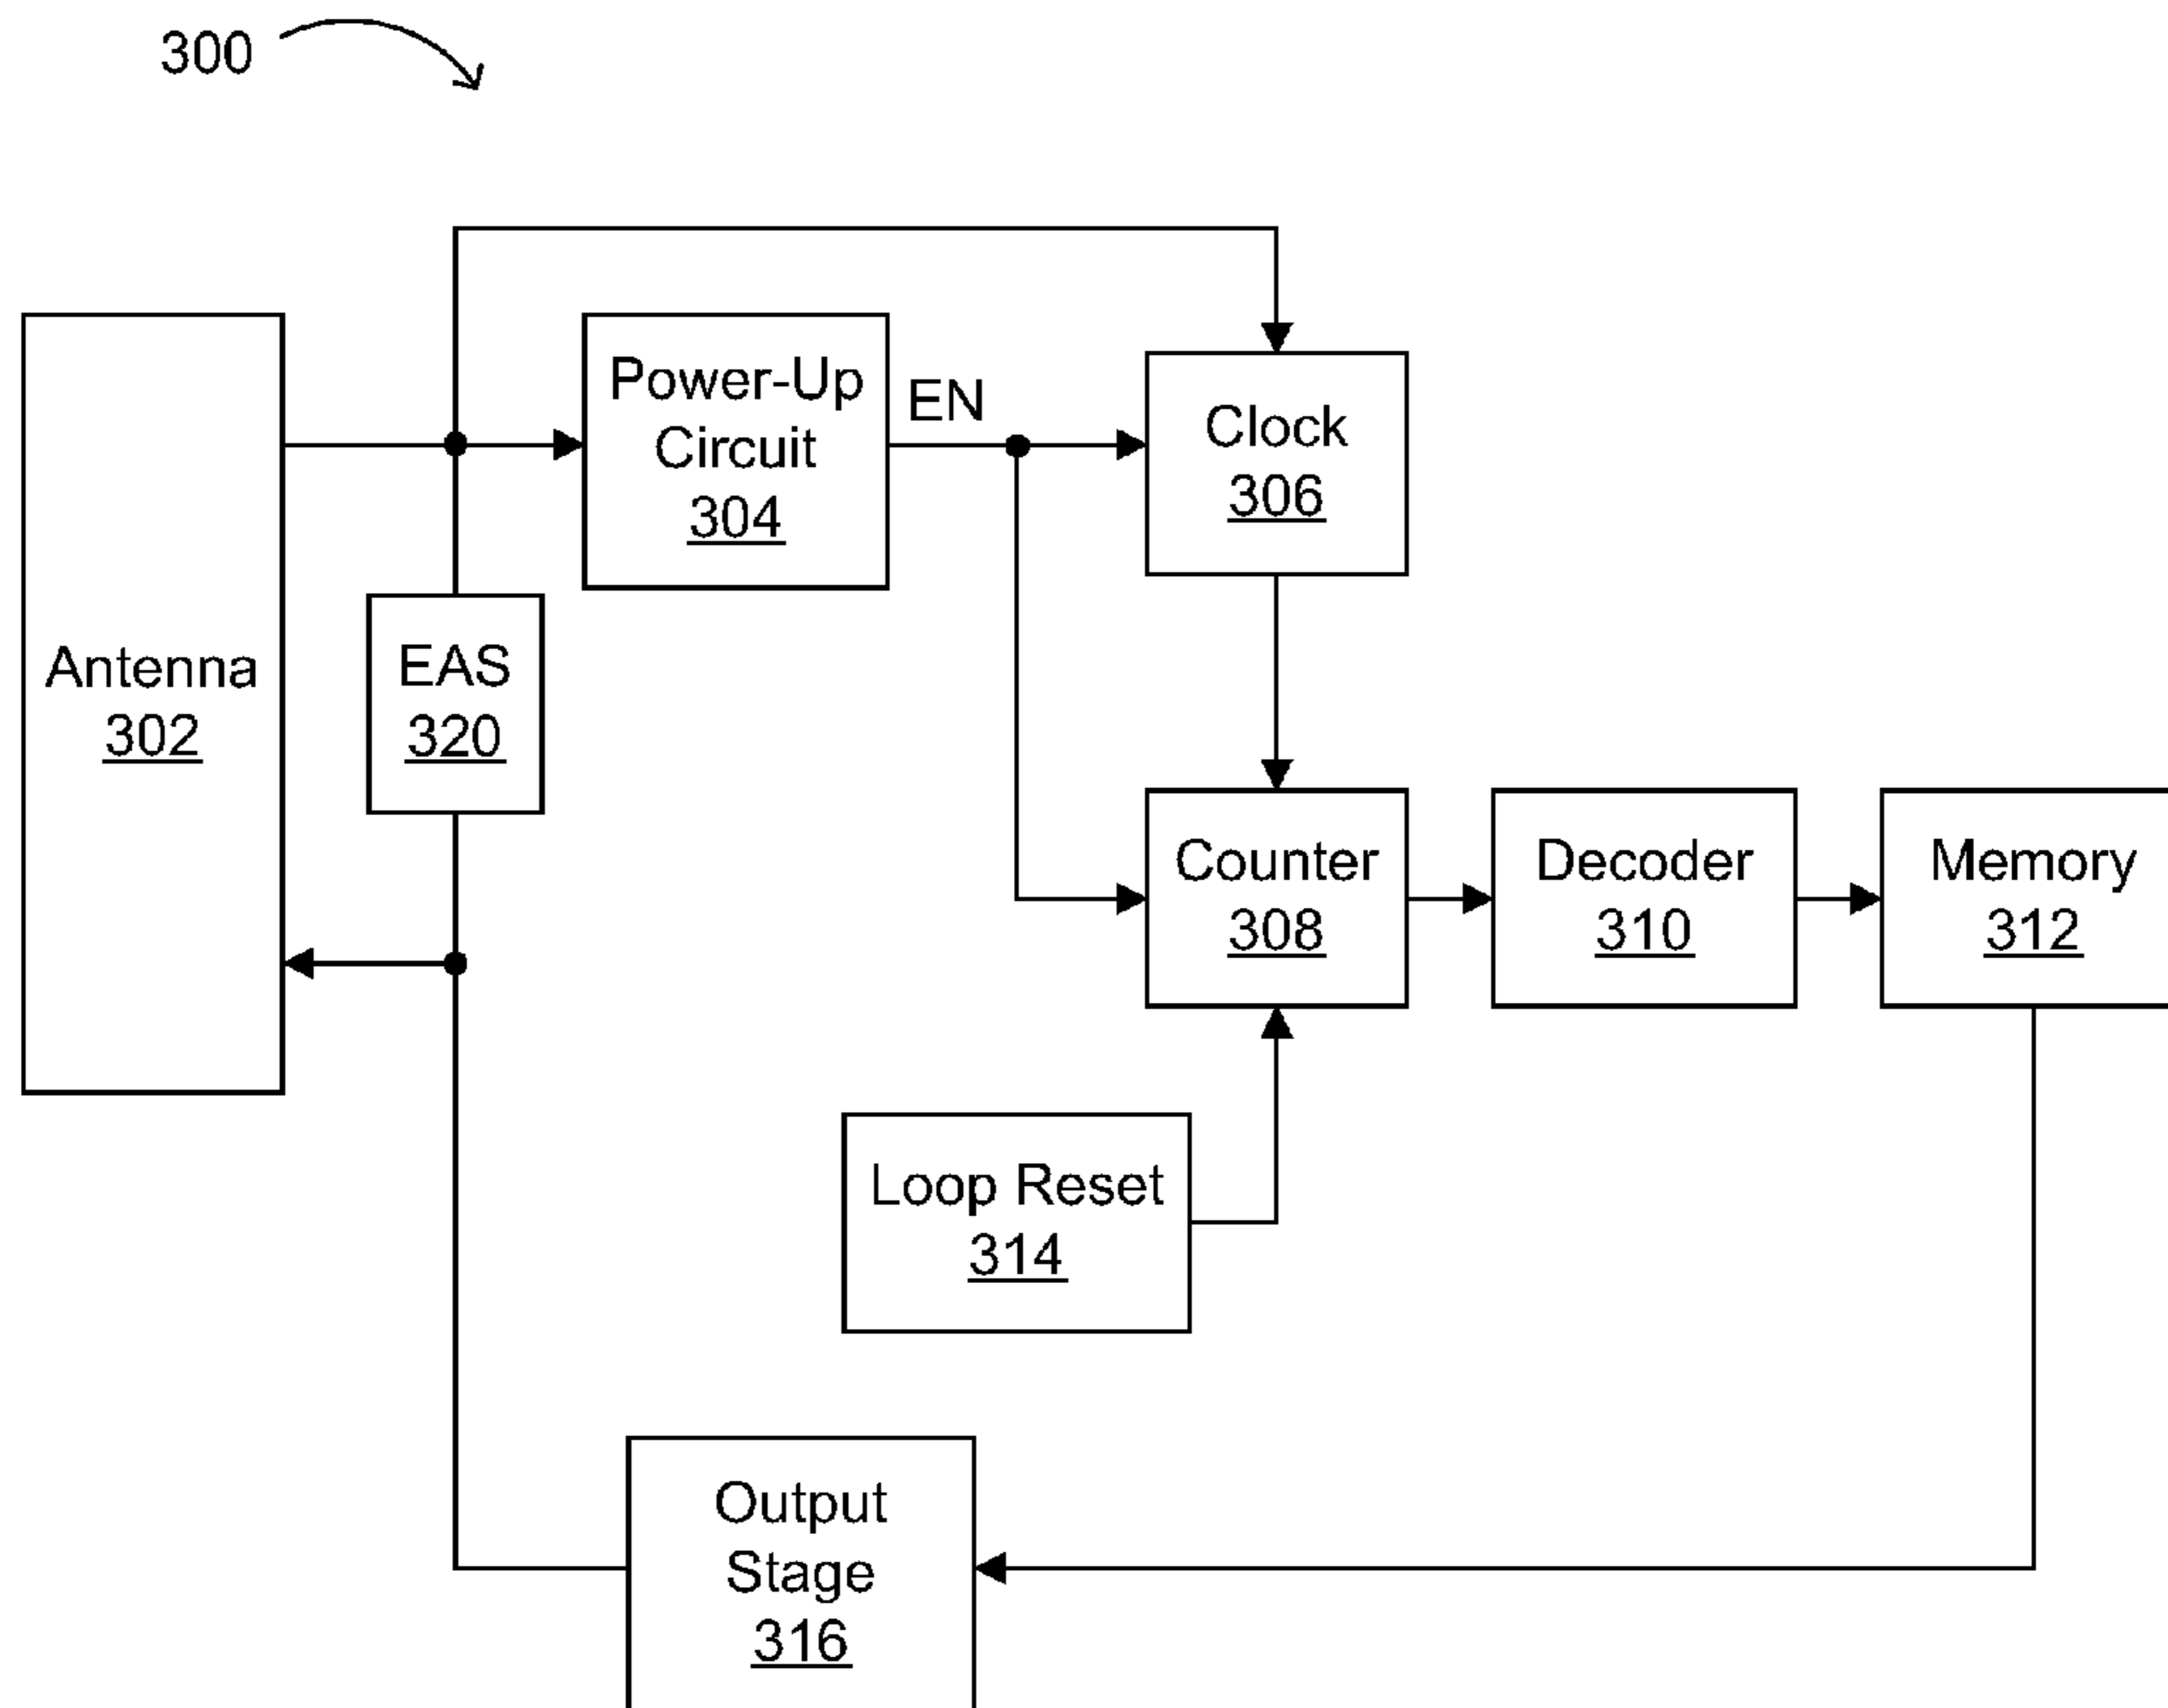 300
Power-Up
Circuit
304
EN
Clock
306
Antenna
302
EAS
320
Counter
308
Decoder
310
Memory
312
Loop Reset
314
Output
Stage
316